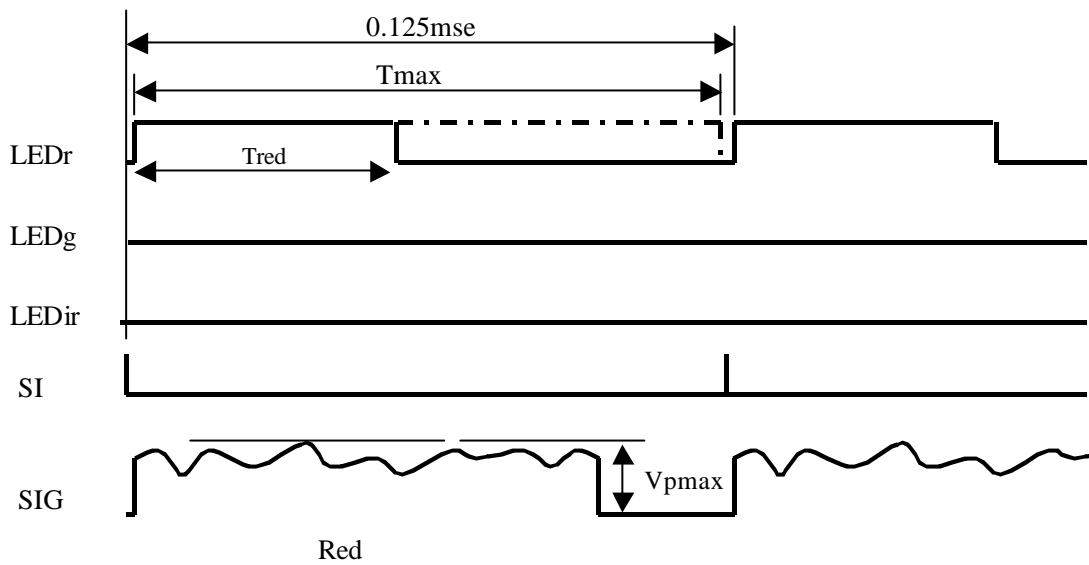 0.125mse
Tmax
LEDr
Tred
LEDg
LEDir
SI
SIG
Vpmax
Red